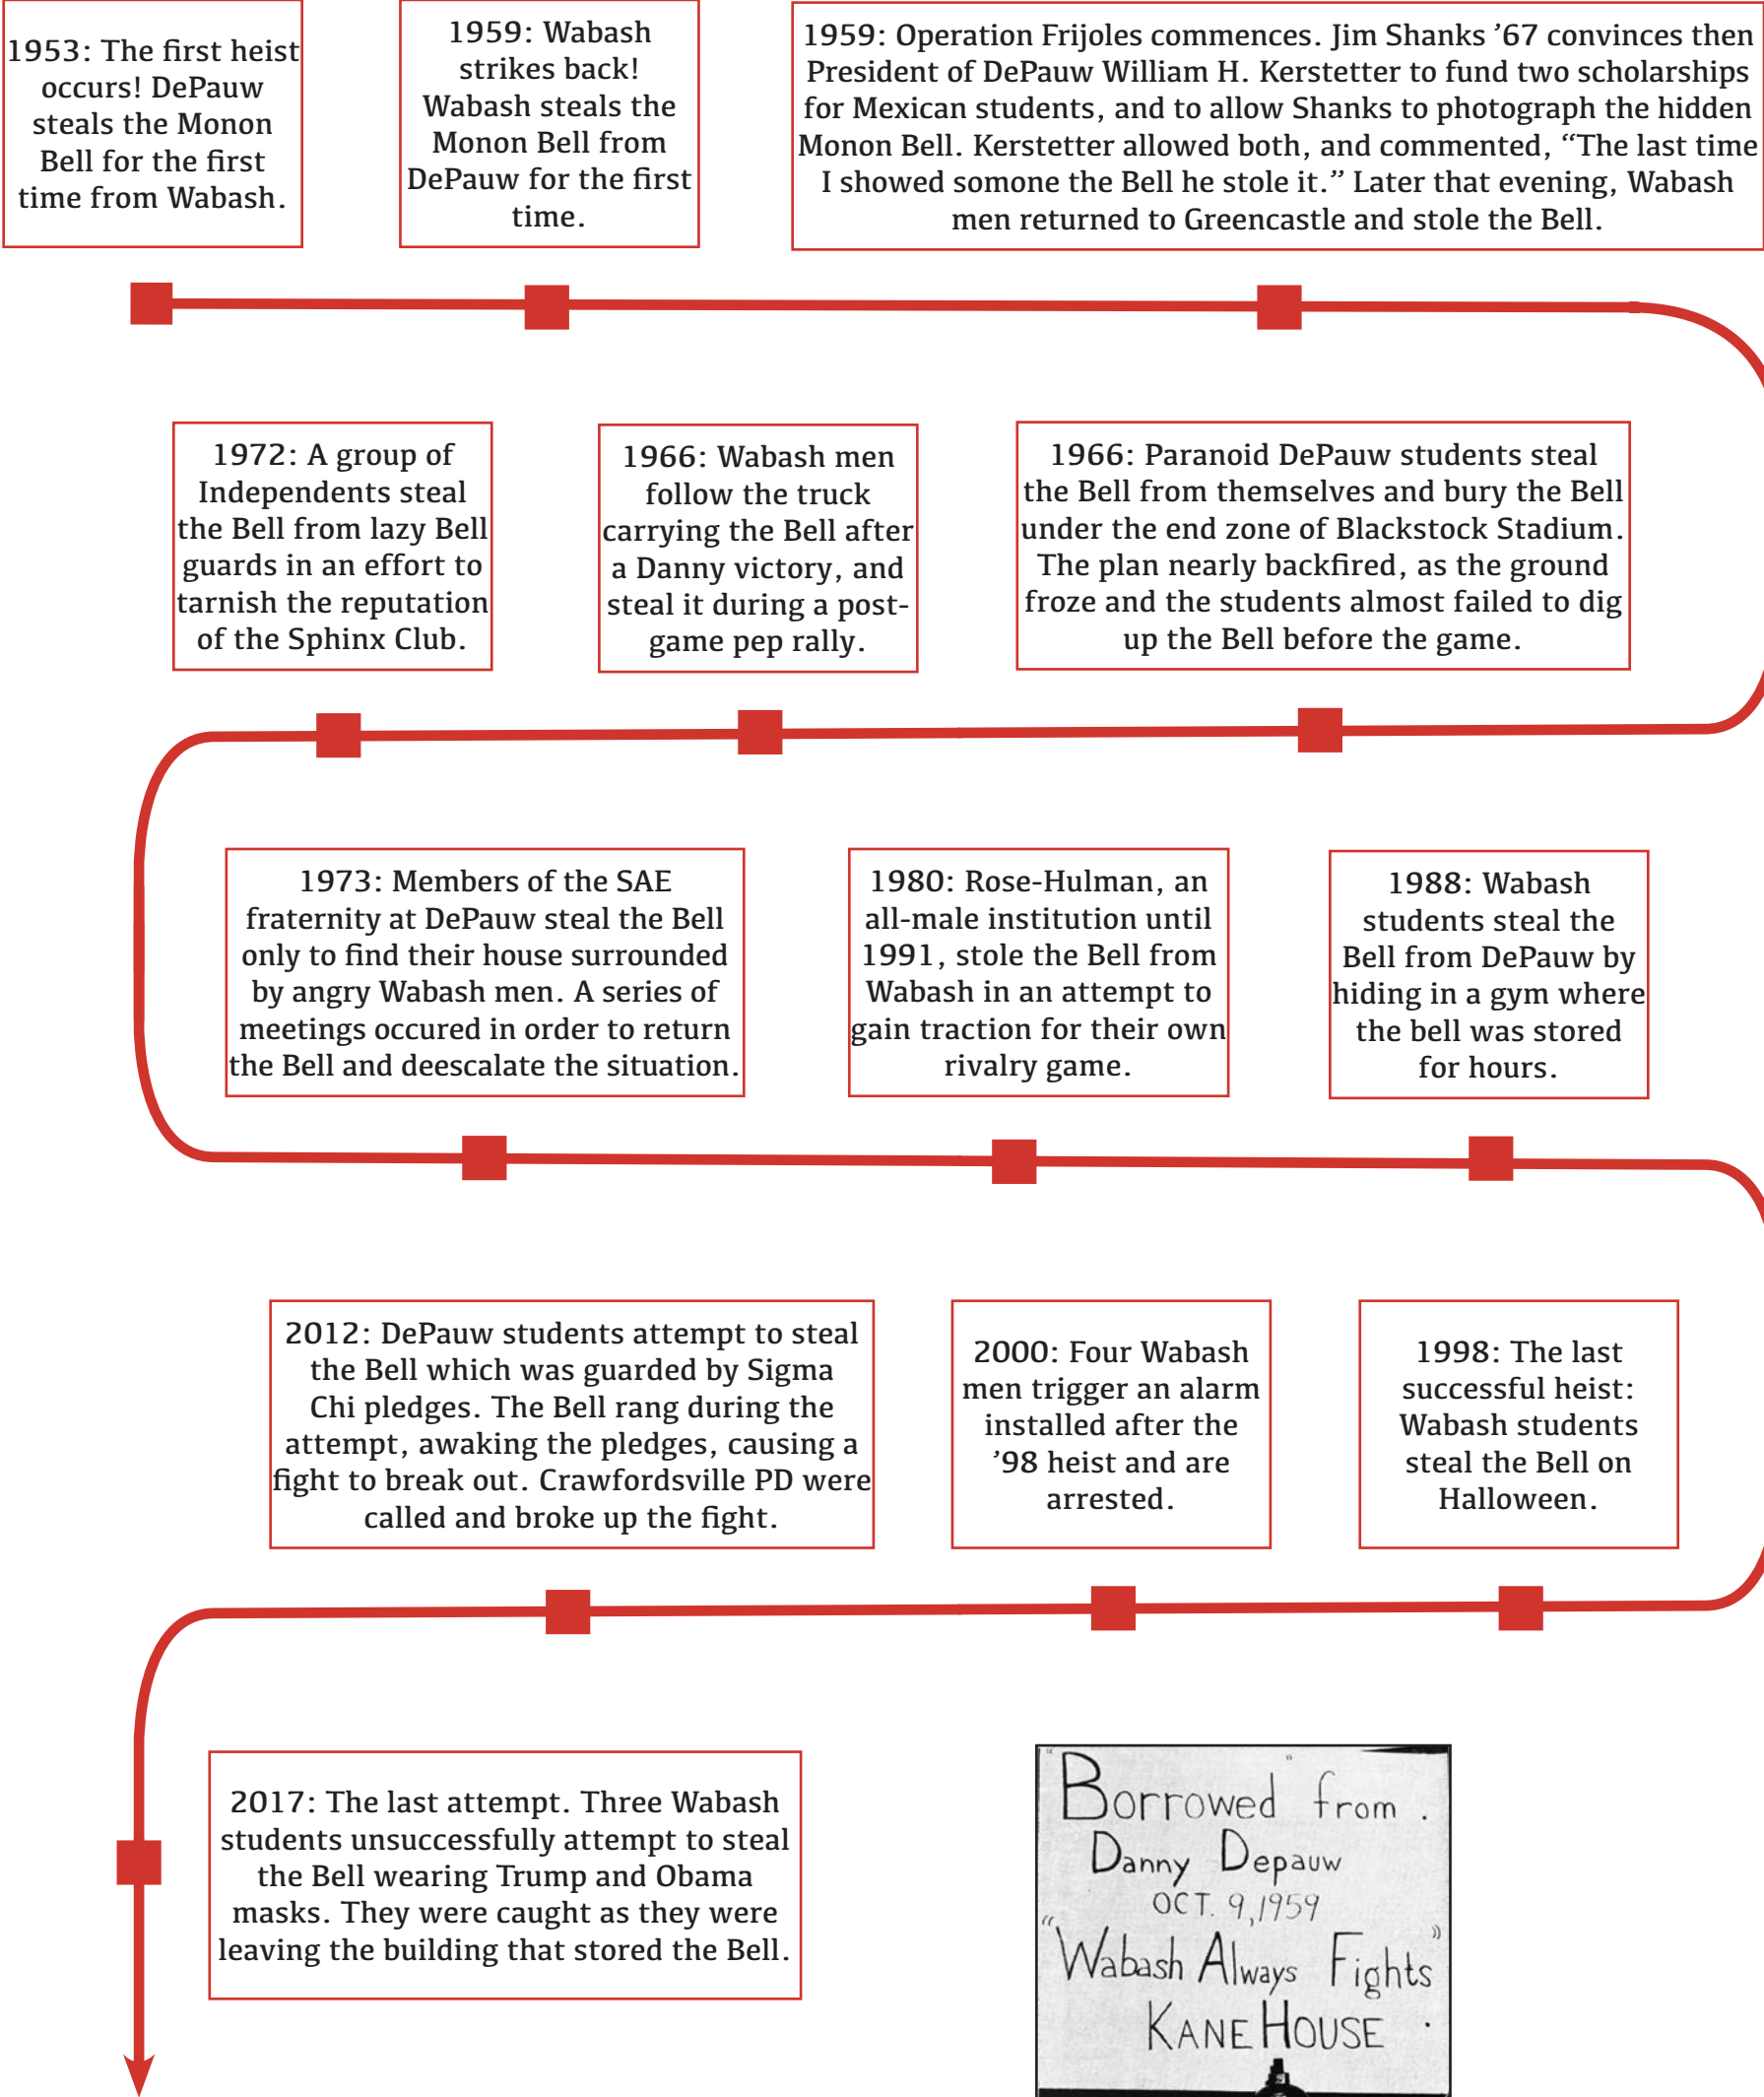 1953: The first heist
occurs! DePauw
steals the Monon
Bell for the first
time from Wabash.
1959: Wabash
strikes back!
Wabash steals the
Monon Bell from
DePauw for the first
time.
1959: Operation Frijoles commences. Jim Shanks ’67 convinces then
President of DePauw William H. Kerstetter to fund two scholarships
for Mexican students, and to allow Shanks to photograph the hidden
Monon Bell. Kerstetter allowed both, and commented, “The last time
I showed somone the Bell he stole it.” Later that evening, Wabash
men returned to Greencastle and stole the Bell.
1966: Paranoid DePauw students steal
the Bell from themselves and bury the Bell
under the end zone of Blackstock Stadium.
The plan nearly backfired, as the ground
froze and the students almost failed to dig
up the Bell before the game.
1966: Wabash men
follow the truck
carrying the Bell after
a Danny victory, and
steal it during a post-
game pep rally.
1972: A group of
Independents steal
the Bell from lazy Bell
guards in an effort to
tarnish the reputation
of the Sphinx Club.
1973: Members of the SAE
fraternity at DePauw steal the Bell
only to find their house surrounded
by angry Wabash men. A series of
meetings occured in order to return
the Bell and deescalate the situation.
1980: Rose-Hulman, an
all-male institution until
1991, stole the Bell from
Wabash in an attempt to
gain traction for their own
rivalry game.
1988: Wabash
students steal the
Bell from DePauw by
hiding in a gym where
the bell was stored
for hours.
1998: The last
successful heist:
Wabash students
steal the Bell on
Halloween.
2000: Four Wabash
men trigger an alarm
installed after the
’98 heist and are
arrested.
2012: DePauw students attempt to steal
the Bell which was guarded by Sigma
Chi pledges. The Bell rang during the
attempt, awaking the pledges, causing a
fight to break out. Crawfordsville PD were
called and broke up the fight.
2017: The last attempt. Three Wabash
students unsuccessfully attempt to steal
the Bell wearing Trump and Obama
masks. They were caught as they were
leaving the building that stored the Bell.
"Borrowed" from.
Danny Depauw
OCT. 9, 1959
"Wabash Always Fights"
KANE HOUSE.